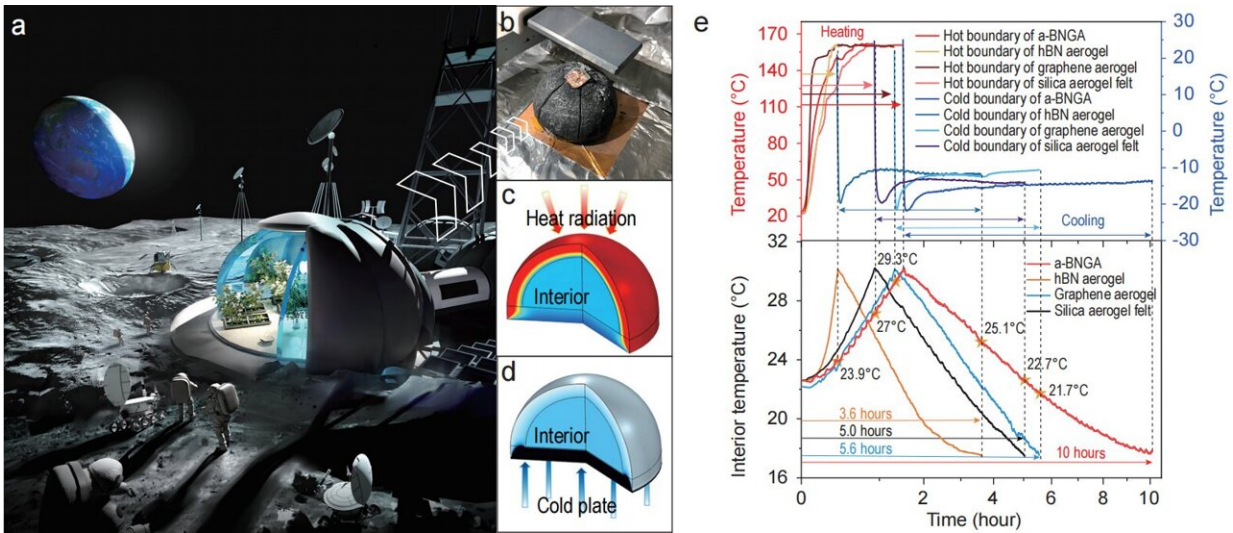 a
b
c
Heat radiation
Interior
d
Interior
Cold plate
e
170
140
110
80
50
20
Temperature (°C)
Heating
Hot boundary of a-BNGA
Hot boundary of hBN aerogel
Hot boundary of graphene aerogel
Hot boundary of silica aerogel felt
Cold boundary of a-BNGA
Cold boundary of hBN aerogel
Cold boundary of graphene aerogel
Cold boundary of silica aerogel felt
Cooling
30
20
10
0
-10
-20
-30
Temperature (°C)
32
28
24
20
16
Interior temperature (°C)
29.3°C
a-BNGA
hBN aerogel
Graphene aerogel
Silica aerogel felt
27°C
25.1°C
23.9°C
22.7°C
21.7°C
3.6 hours
5.0 hours
5.6 hours
10 hours
0
2
4
6
8
10
Time (hour)